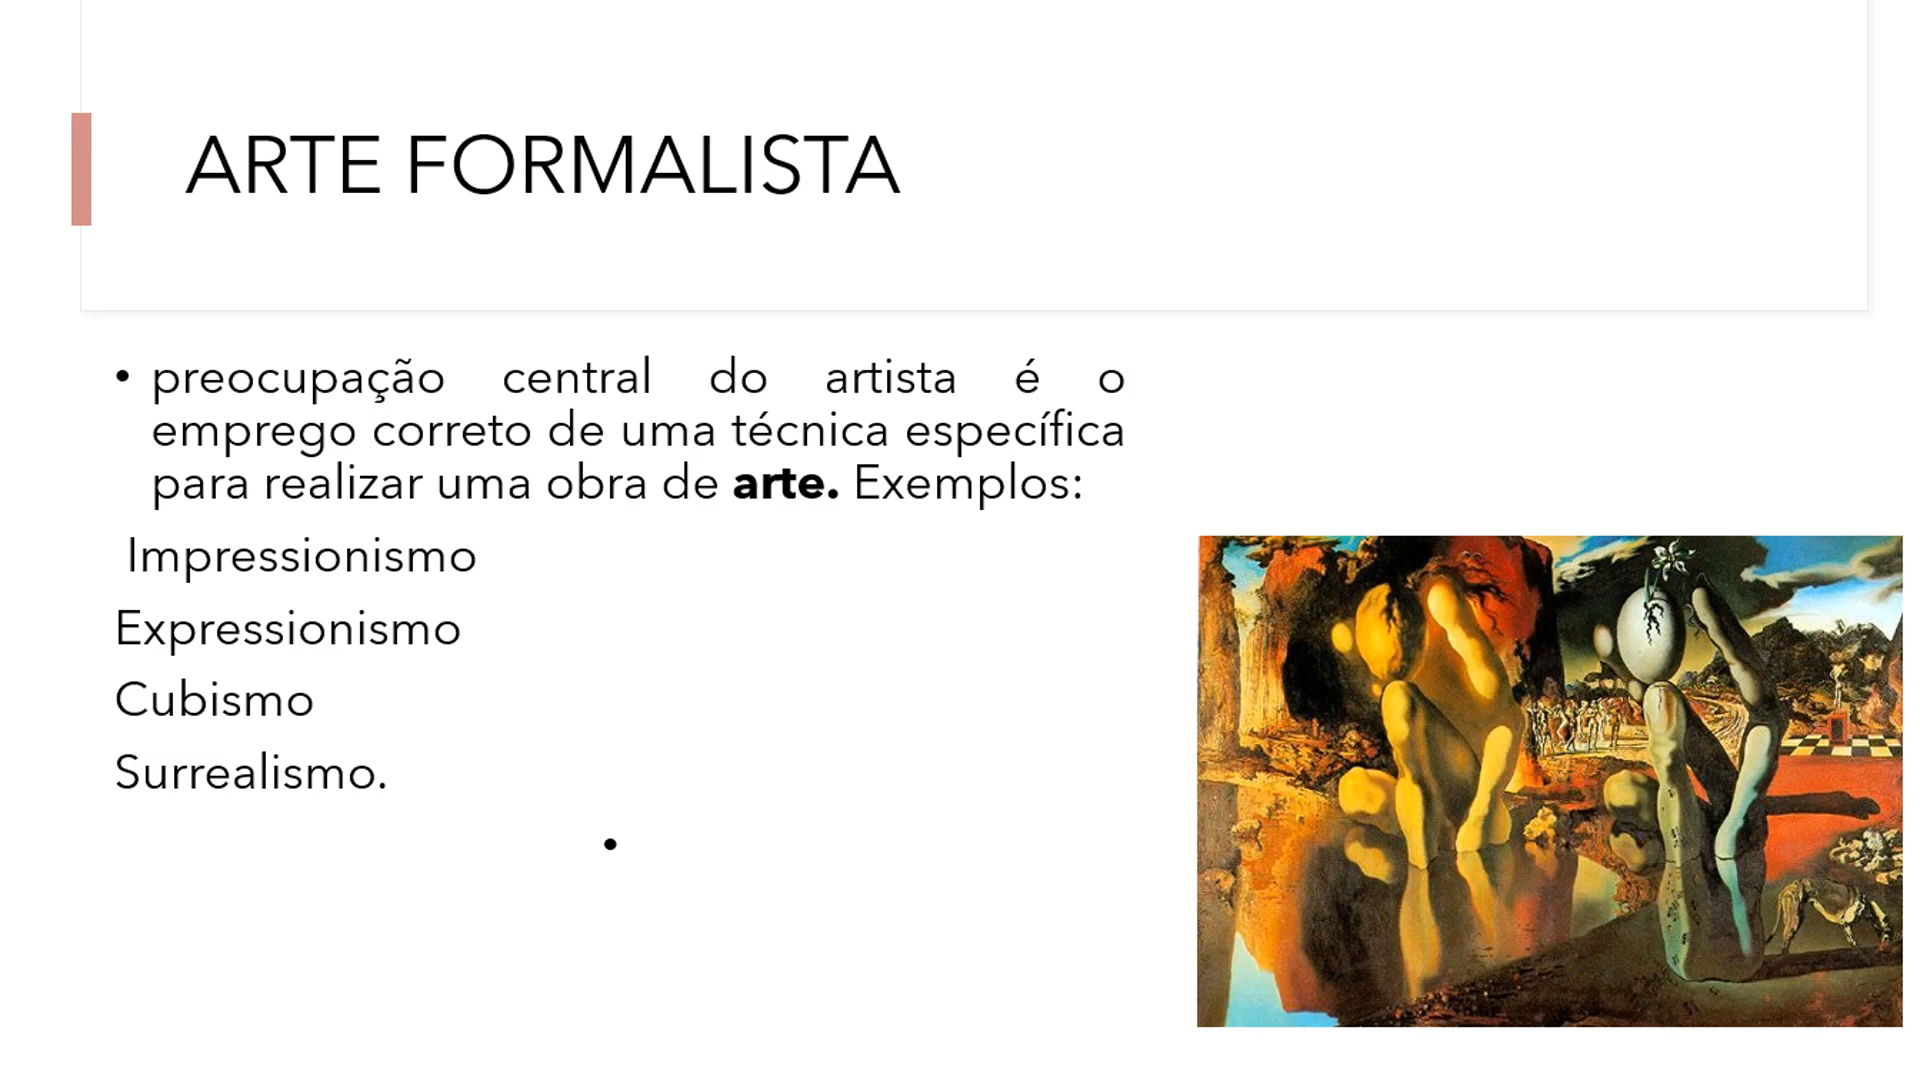 ARTE FORMALISTA
• preocupação central do artista é o
emprego correto de uma técnica específica
para realizar uma obra de arte. Exemplos:
Impressionismo
Expressionismo
Cubismo
Surrealismo.
•